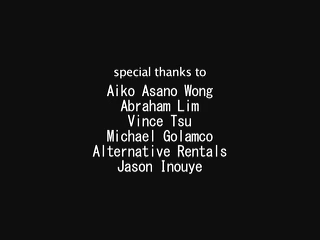 special thanks to
Aiko Asano Wong
Abraham Lim
Vince Tsu
Michael Golamco
Alternative Rentals
Jason Inouye